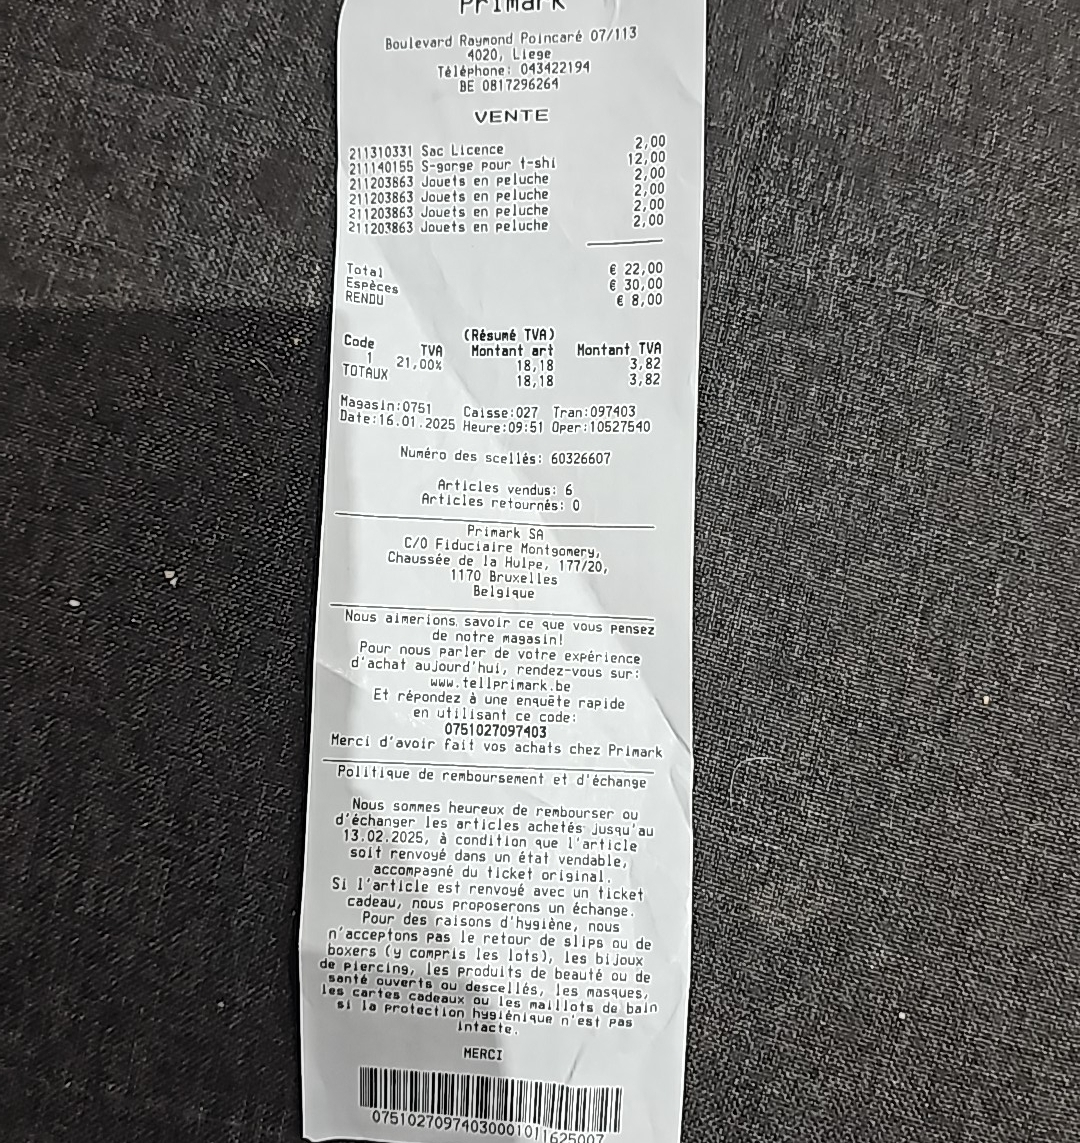 Primark
Boulevard Raymond Poincaré 07/113
4020, Liege
Téléphone: 043422194
BE 0817296264
VENTE
211310331 Sac Licence 2,00
211140155 S-gorge pour t-shi 12,00
211203863 Jouets en peluche 2,00
211203863 Jouets en peluche 2,00
211203863 Jouets en peluche 2,00
211203863 Jouets en peluche 2,00
Total € 22,00
Espèces € 30,00
RENDU € 8,00
(Résumé TVA)
Code TVA Montant art Montant TVA
1 21,00% 18,18 3,82
TOTAUX 18,18 3,82
Magasin:0751 Caisse:027 Tran:097403
Date:16.01.2025 Heure:09:51 Oper:10527540
Numéro des scellés: 60326607
Articles vendus: 6
Articles retournés: 0
Primark SA
C/O Fiduciaire Montgomery,
Chaussée de la Hulpe, 177/20,
1170 Bruxelles
Belgique
Nous aimerions savoir ce que vous pensez
de notre magasin!
Pour nous parler de votre expérience
d'achat aujourd'hui, rendez-vous sur:
www.tellprimark.be
Et répondez à une enquête rapide
en utilisant ce code:
0751027097403
Merci d'avoir fait vos achats chez Primark
Politique de remboursement et d'échange
Nous sommes heureux de rembourser ou
d'échanger les articles achetés jusqu'au
13.02.2025, à condition que l'article
soit renvoyé dans un état vendable,
accompagné du ticket original.
Si l'article est renvoyé avec un ticket
cadeau, nous proposerons un échange.
Pour des raisons d'hygiène, nous
n'acceptons pas le retour de slips ou de
boxers (y compris les lots), les bijoux
de piercing, les produits de beauté ou de
santé ouverts ou descellés, les masques,
les cartes cadeaux ou les maillots de bain
si la protection hygiénique n'est pas
intacte.
MERCI
07510270974030001011625007